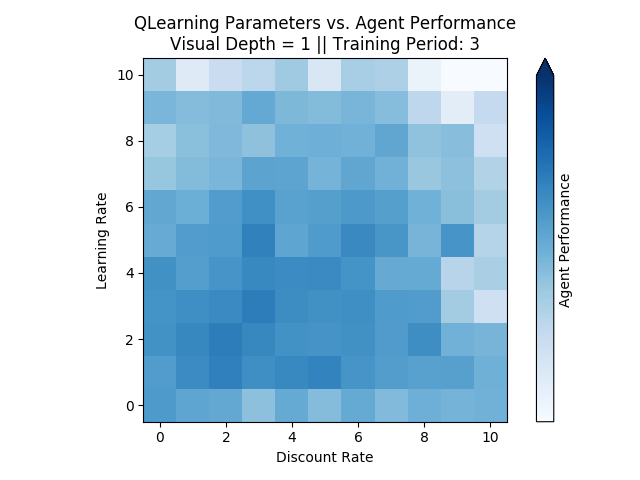 QLearning Parameters vs. Agent Performance
Visual Depth = 1 || Training Period: 3
10
8
6
4
2
0
Learning Rate
0 2 4 6 8 10
Discount Rate
Agent Performance